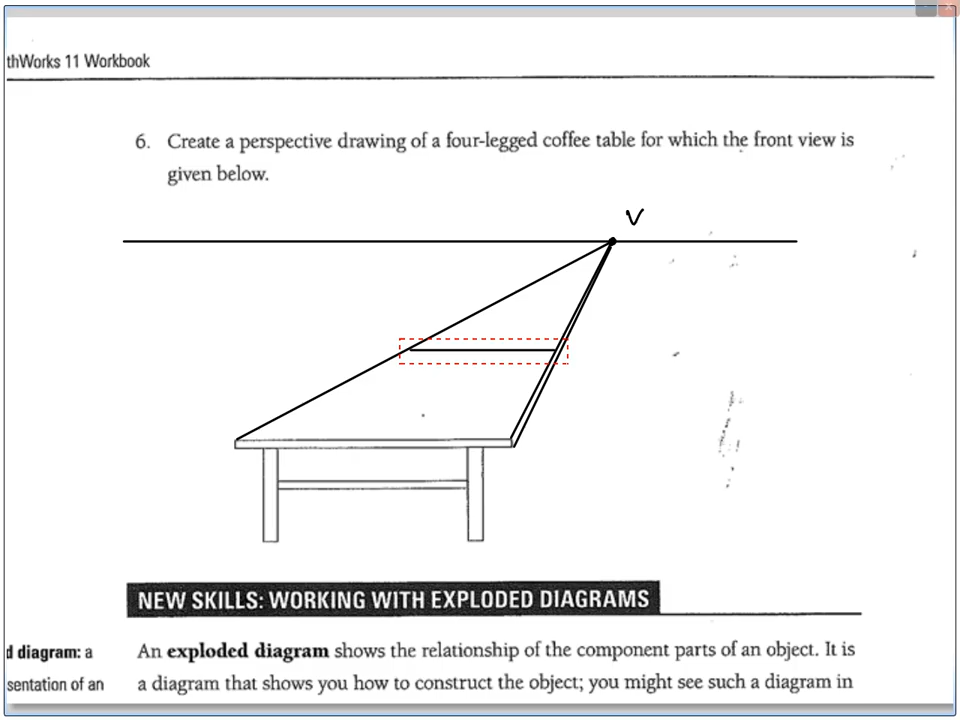 thWorks 11 Workbook
6. Create a perspective drawing of a four-legged coffee table for which the front view is
given below.
V
NEW SKILLS: WORKING WITH EXPLODED DIAGRAMS
d diagram: a
An exploded diagram shows the relationship of the component parts of an object. It is
sentation of an
a diagram that shows you how to construct the object; you might see such a diagram in